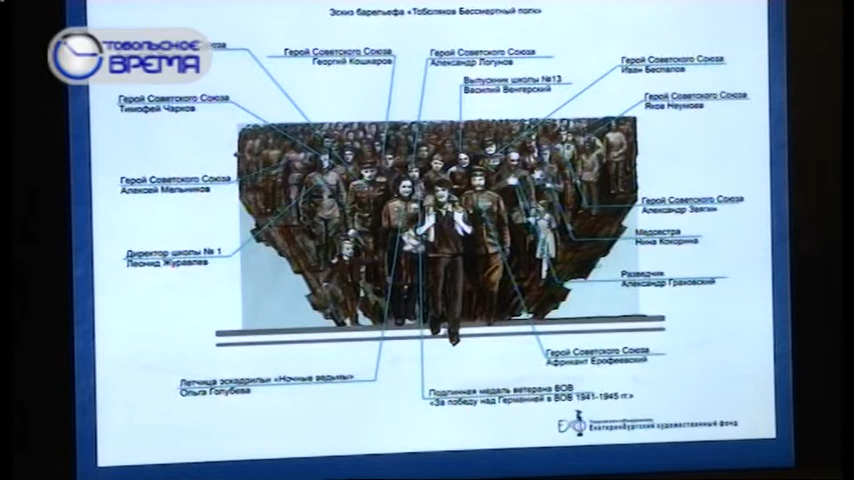 Эскиз барельефа «Тоболяков Бессмертный полк»
ТОБОЛЬСКОЕ
ВРЕМЯ
Герой Советского Союза
Георгий Кошкаров
Герой Советского Союза
Александр Логунов
Выпускник школы №13
Василий Венгерский
Герой Советского Союза
Иван Беспалов
Герой Советского Союза
Тимофей Чарков
Герой Советского Союза
Яков Неумоев
Герой Советского Союза
Алексей Мельников
Герой Советского Союза
Александр Звягин
Медсестра
Нина Кокорина
Директор школы № 1
Леонид Журавлев
Разведчик
Александр Граковский
Герой Советского Союза
Африкант Ерофеевский
Летчица эскадрильи «Ночные ведьмы»
Ольга Голубева
Подлинная медаль ветерана ВОВ
«За победу над Германией в ВОВ 1941-1945 гг.»
Екатеринбургский художественный фонд